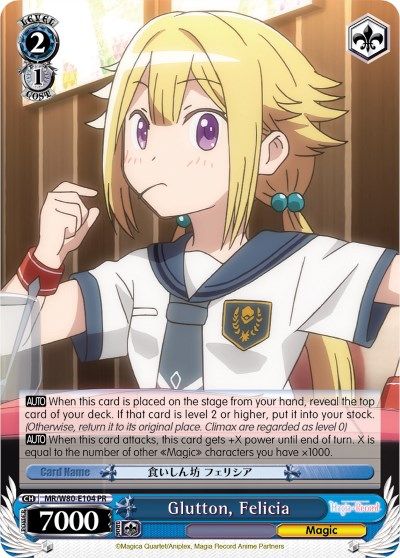 LEVEL
2
1
COST
AUTO When this card is placed on the stage from your hand, reveal the top
card of your deck. If that card is level 2 or higher, put it into your stock.
(Otherwise, return it to its original place. Climax are regarded as level 0)
AUTO When this card attacks, this card gets +X power until end of turn. X is
equal to the number of other «Magic» characters you have ×1000.
Card Name 食いしん坊 フェリシア
CH MR/W80-E104 PR
POWER 7000 Glutton, Felicia Magia Record
Magic
©Magica Quartet/Aniplex, Magia Record Anime Partners